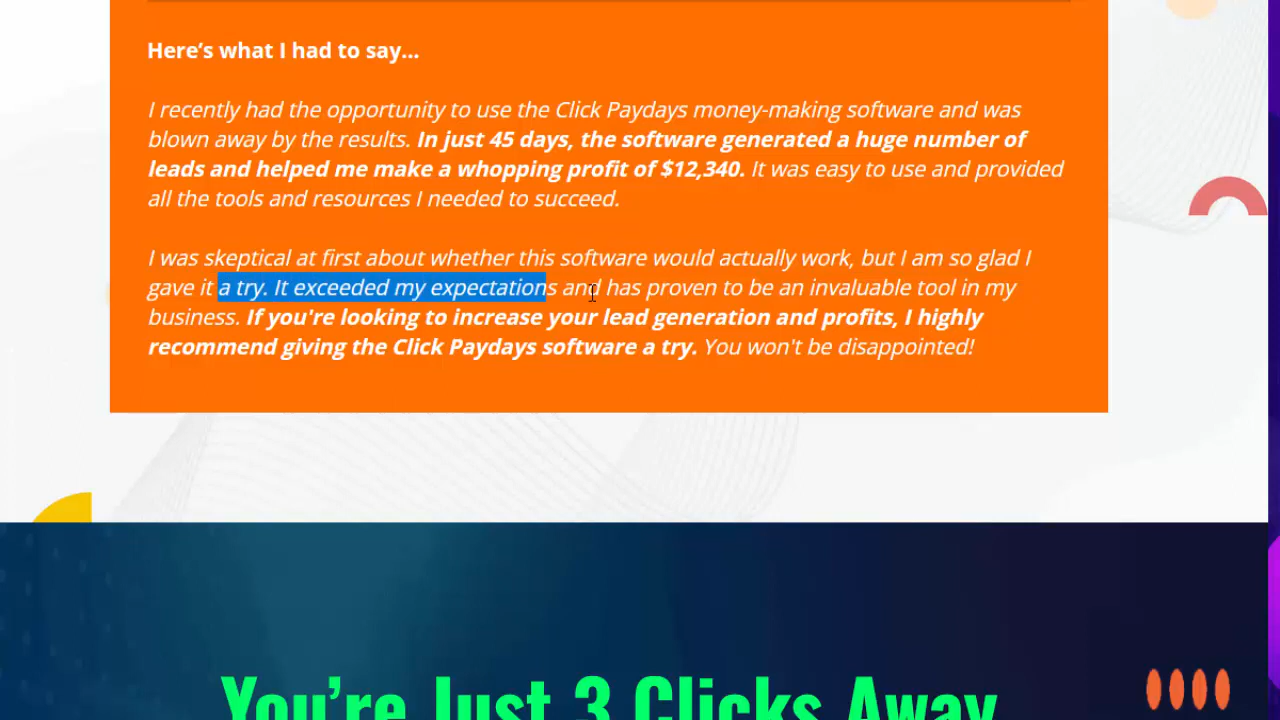 Here's what I had to say...
I recently had the opportunity to use the Click Paydays money-making software and was
blown away by the results. In just 45 days, the software generated a huge number of
leads and helped me make a whopping profit of $12,340. It was easy to use and provided
all the tools and resources I needed to succeed.
I was skeptical at first about whether this software would actually work, but I am so glad I
gave it a try. It exceeded my expectations and has proven to be an invaluable tool in my
business. If you're looking to increase your lead generation and profits, I highly
recommend giving the Click Paydays software a try. You won't be disappointed!
You're Just 3 Clicks Away